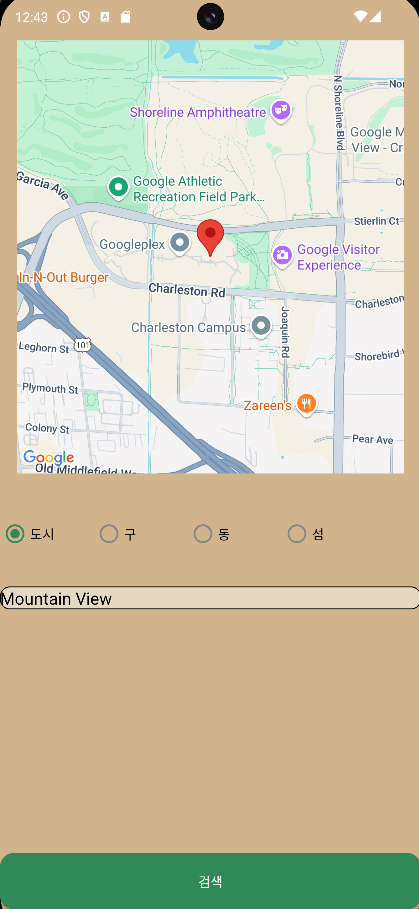 12:43
Shoreline Amphitheatre
N Shoreline Blvd
Google M
View - Cr
Garcia Ave
Google Athletic
Recreation Field Park...
Stierlin Ct
Googleplex
Google Visitor
Experience
In-N-Out Burger
Charleston Rd
Charleston
Charleston Campus
Joaquin Rd
Leghorn St
101
Shorebird
Plymouth St
Zareen's
Colony St
Pear Ave
Google
Old Middlefield
도시
구
동
섬
Mountain View
검색